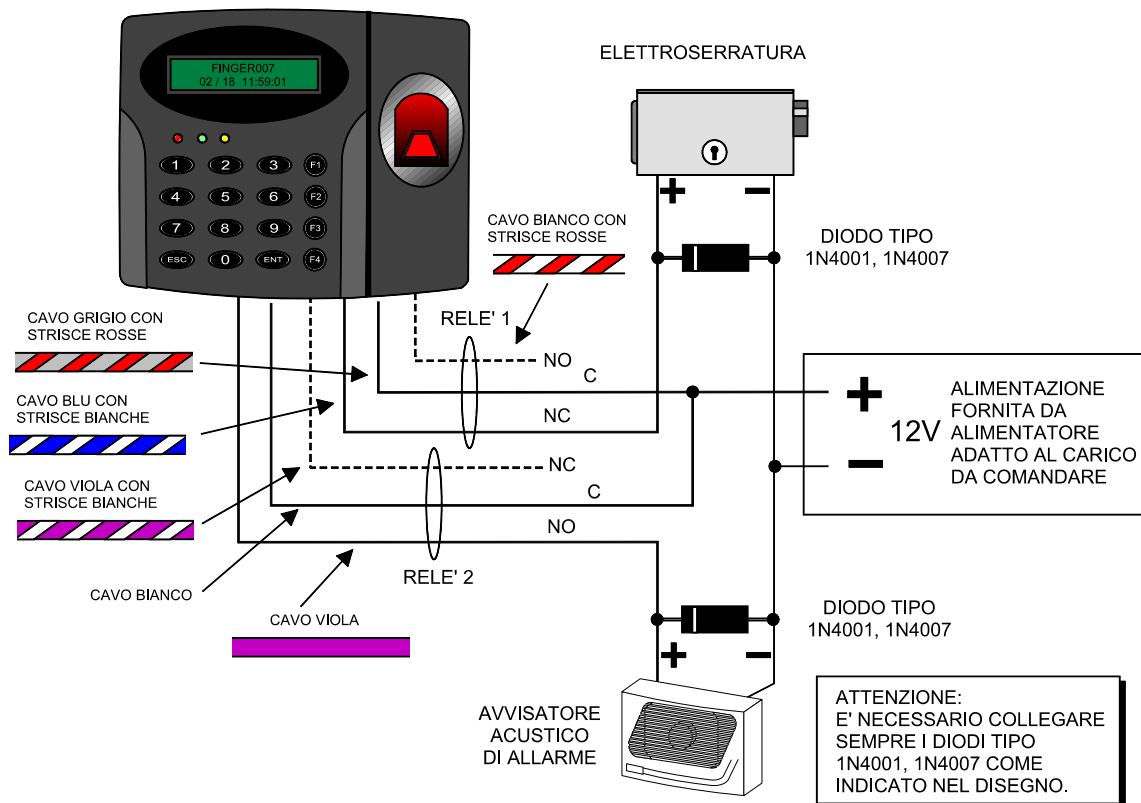 FINGER007
02 / 18 11:59:01
1 2 3 F1
4 5 6 F2
7 8 9 F3
ESC 0 ENT F4
ELETTROSERRATURA
+ −
CAVO BIANCO CON
STRISCE ROSSE
DIODO TIPO
1N4001, 1N4007
CAVO GRIGIO CON
STRISCE ROSSE
RELE' 1
NO
C
NC
CAVO BLU CON
STRISCE BIANCHE
+
12V
−
ALIMENTAZIONE
FORNITA DA
ALIMENTATORE
ADATTO AL CARICO
DA COMANDARE
CAVO VIOLA CON
STRISCE BIANCHE
NC
C
NO
RELE' 2
CAVO BIANCO
CAVO VIOLA
DIODO TIPO
1N4001, 1N4007
+ −
AVVISATORE
ACUSTICO
DI ALLARME
ATTENZIONE:
E' NECESSARIO COLLEGARE
SEMPRE I DIODI TIPO
1N4001, 1N4007 COME
INDICATO NEL DISEGNO.